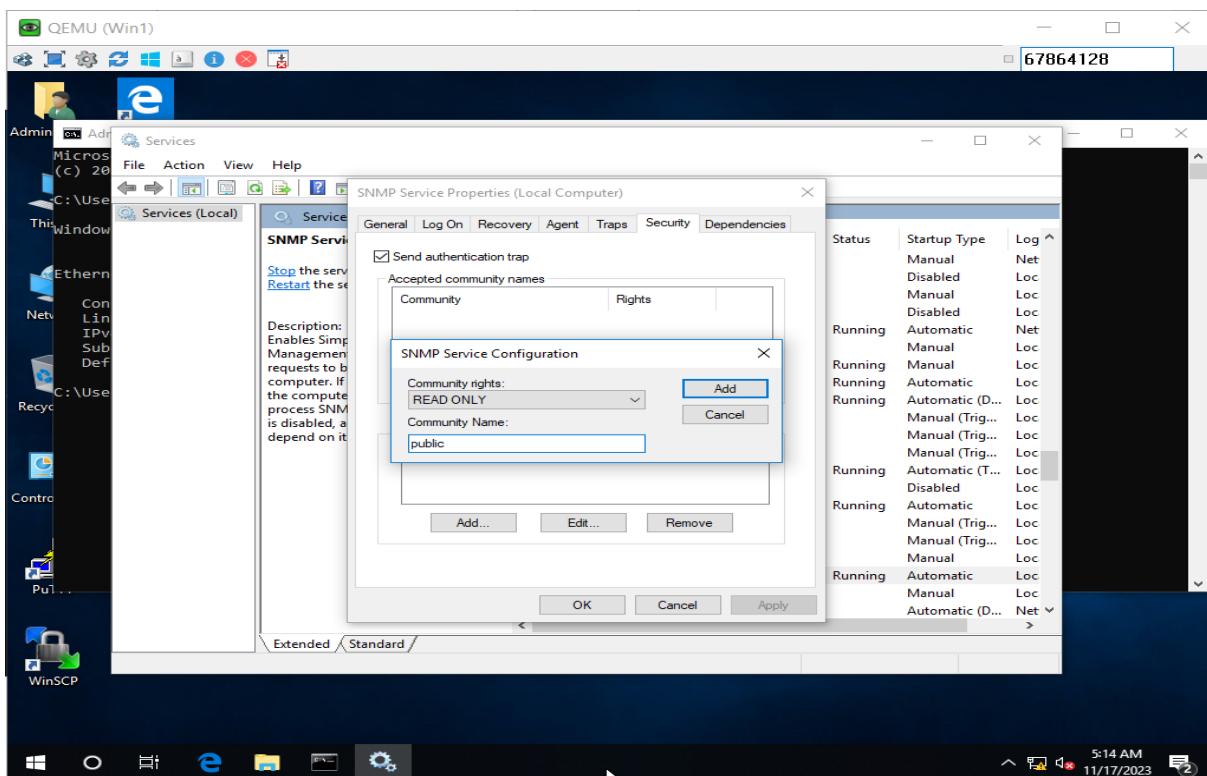 QEMU (Win1)
67864128
Admin
Adr
Micros
(c) 20
C:\Use
Window
Ethern
Con
Lin
IPv
Sub
Def
C:\Use
This
Netw
Recyc
Contro
WinSCP
Services
File Action View Help
Services (Local)
Service
SNMP Servi
Stop the serv
Restart the se
Description:
Enables Simp
Managemen
requests to b
computer. If
the compute
process SNM
is disabled, a
depend on it
Extended Standard
SNMP Service Properties (Local Computer)
General Log On Recovery Agent Traps Security Dependencies
Send authentication trap
Accepted community names
Community Rights
SNMP Service Configuration
Community rights:
READ ONLY
Add
Community Name:
Cancel
public
Add... Edit... Remove
OK Cancel Apply
Status Startup Type Log
Manual Net
Disabled Loc
Manual Loc
Disabled Loc
Running Automatic Net
Manual Loc
Running Manual Loc
Running Automatic Loc
Running Automatic (D... Loc
Manual (Trig... Loc
Manual (Trig... Loc
Manual (Trig... Loc
Running Automatic (T... Loc
Disabled Loc
Running Automatic Loc
Manual (Trig... Loc
Manual (Trig... Loc
Manual Loc
Running Automatic Loc
Manual Loc
Automatic (D... Net
5:14 AM
11/17/2023
2